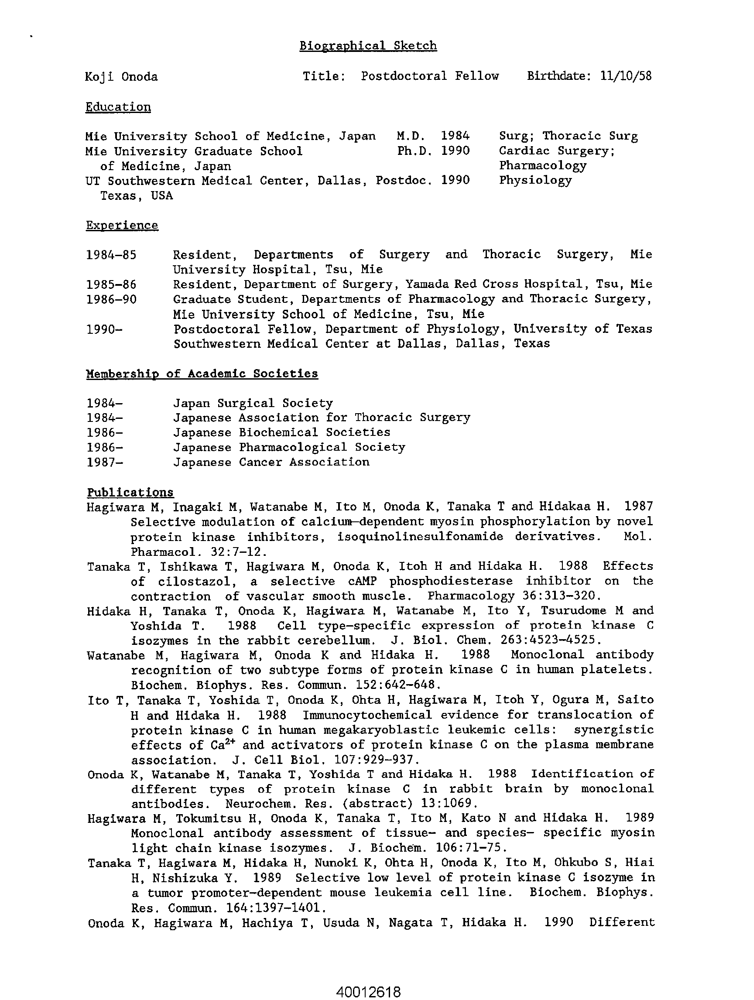 Biographical Sketch
Koji Onoda Title: Postdoctoral Fellow Birthdate: 11/10/58
Education
Mie University School of Medicine, Japan M.D. 1984 Surg; Thoracic Surg
Mie University Graduate School Ph.D. 1990 Cardiac Surgery;
of Medicine, Japan Pharmacology
UT Southwestern Medical Center, Dallas, Postdoc. 1990 Physiology
Texas, USA
Experience
1984-85 Resident, Departments of Surgery and Thoracic Surgery, Mie
University Hospital, Tsu, Mie
1985-86 Resident, Department of Surgery, Yamada Red Cross Hospital, Tsu, Mie
1986-90 Graduate Student, Departments of Pharmacology and Thoracic Surgery,
Mie University School of Medicine, Tsu, Mie
1990- Postdoctoral Fellow, Department of Physiology, University of Texas
Southwestern Medical Center at Dallas, Dallas, Texas
Membership of Academic Societies
1984- Japan Surgical Society
1984- Japanese Association for Thoracic Surgery
1986- Japanese Biochemical Societies
1986- Japanese Pharmacological Society
1987- Japanese Cancer Association
Publications
Hagiwara M, Inagaki M, Watanabe M, Ito M, Onoda K, Tanaka T and Hidakaa H. 1987
Selective modulation of calcium-dependent myosin phosphorylation by novel
protein kinase inhibitors, isoquinolinesulfonamide derivatives. Mol.
Pharmacol. 32:7-12.
Tanaka T, Ishikawa T, Hagiwara M, Onoda K, Itoh H and Hidaka H. 1988 Effects
of cilostazol, a selective cAMP phosphodiesterase inhibitor on the
contraction of vascular smooth muscle. Pharmacology 36:313-320.
Hidaka H, Tanaka T, Onoda K, Hagiwara M, Watanabe M, Ito Y, Tsurudome M and
Yoshida T. 1988 Cell type-specific expression of protein kinase C
isozymes in the rabbit cerebellum. J. Biol. Chem. 263:4523-4525.
Watanabe M, Hagiwara M, Onoda K and Hidaka H. 1988 Monoclonal antibody
recognition of two subtype forms of protein kinase C in human platelets.
Biochem. Biophys. Res. Commun. 152:642-648.
Ito T, Tanaka T, Yoshida T, Onoda K, Ohta H, Hagiwara M, Itoh Y, Ogura M, Saito
H and Hidaka H. 1988 Immunocytochemical evidence for translocation of
protein kinase C in human megakaryoblastic leukemic cells: synergistic
effects of Ca²⁺ and activators of protein kinase C on the plasma membrane
association. J. Cell Biol. 107:929-937.
Onoda K, Watanabe M, Tanaka T, Yoshida T and Hidaka H. 1988 Identification of
different types of protein kinase C in rabbit brain by monoclonal
antibodies. Neurochem. Res. (abstract) 13:1069.
Hagiwara M, Tokumitsu H, Onoda K, Tanaka T, Ito M, Kato N and Hidaka H. 1989
Monoclonal antibody assessment of tissue- and species- specific myosin
light chain kinase isozymes. J. Biochem. 106:71-75.
Tanaka T, Hagiwara M, Hidaka H, Nunoki K, Ohta H, Onoda K, Ito M, Ohkubo S, Hiai
H, Nishizuka Y. 1989 Selective low level of protein kinase C isozyme in
a tumor promoter-dependent mouse leukemia cell line. Biochem. Biophys.
Res. Commun. 164:1397-1401.
Onoda K, Hagiwara M, Hachiya T, Usuda N, Nagata T, Hidaka H. 1990 Different
40012618